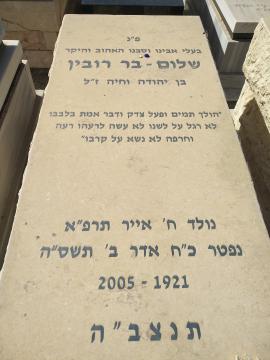 פ"נ
בעלי אבינו וסבנו האהוב והיקר
שלום - בר רובין
בן יהודה וחיה ז"ל
"הולך תמים ופעל צדק ודבר אמת בלבבו
לא רגל על לשנו לא עשה לרעהו רעה
וחרפה לא נשא על קרבו"
נולד ח' אייר תרפ"א
נפטר כ"ח אדר ב' תשס"ה
2005 - 1921
תנצב"ה